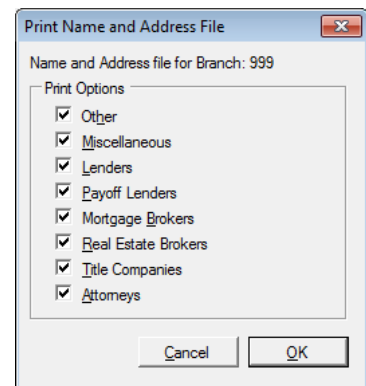 Print Name and Address File
Name and Address file for Branch: 999
Print Options
Other
Miscellaneous
Lenders
Payoff Lenders
Mortgage Brokers
Real Estate Brokers
Title Companies
Attorneys
Cancel OK